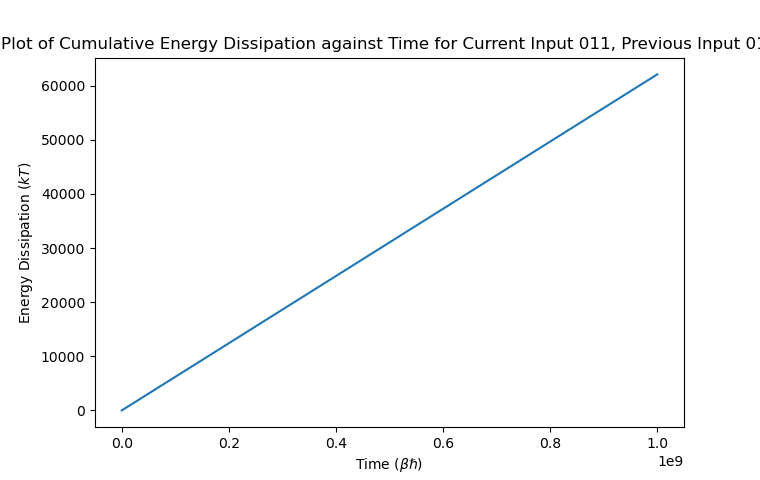 Plot of Cumulative Energy Dissipation against Time for Current Input 011, Previous Input 01
60000
50000
40000
30000
20000
10000
0
Energy Dissipation (kT)
0.0 0.2 0.4 0.6 0.8 1.0
1e9
Time (βħ)